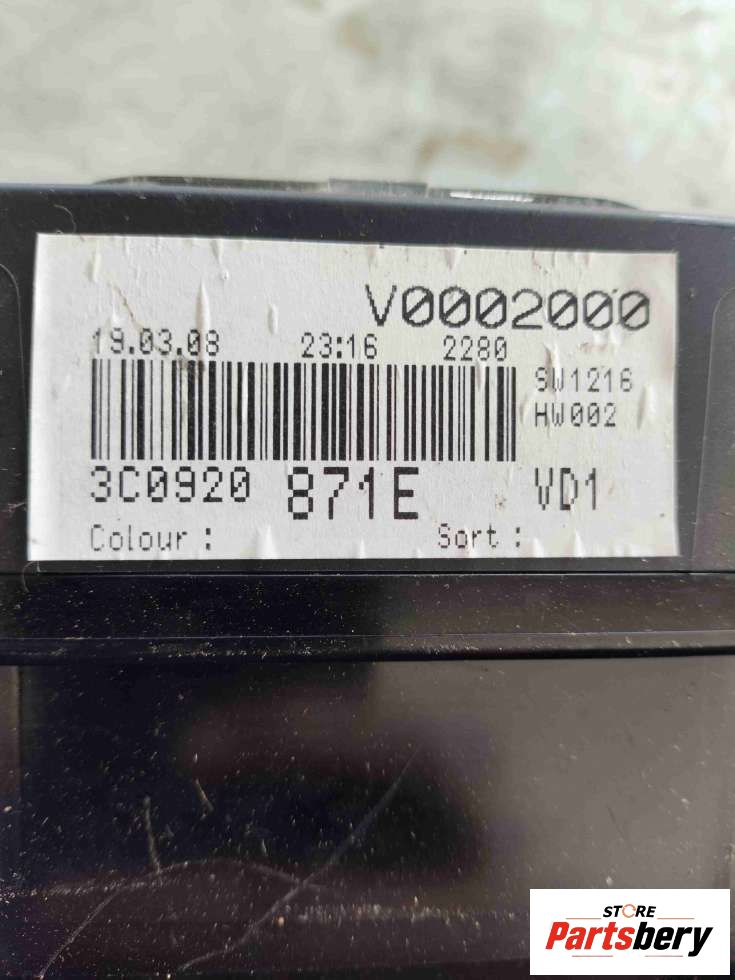 V0002000
19.03.08 23:16 2280
SW1216
HW002
3C0920 871E VD1
Colour : Sort :
STORE
Partsbery